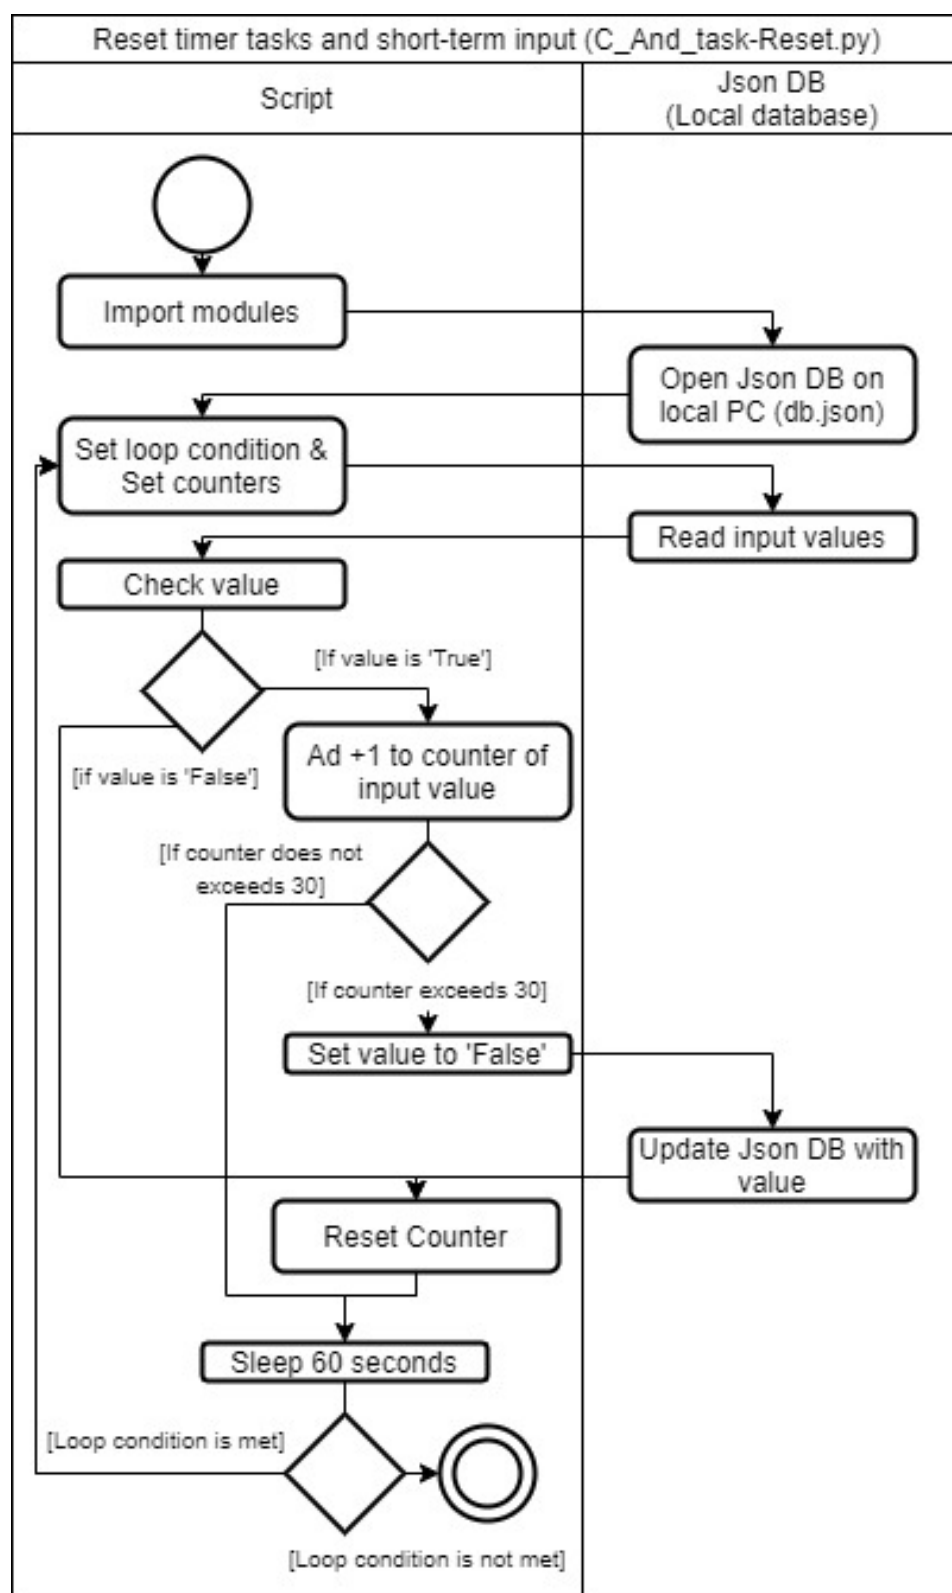 Reset timer tasks and short-term input (C_And_task-Reset.py)
Script
Json DB
(Local database)
Import modules
Open Json DB on
local PC (db.json)
Set loop condition &
Set counters
Read input values
Check value
[If value is 'True']
Ad +1 to counter of
input value
[if value is 'False']
[If counter does not
exceeds 30]
[If counter exceeds 30]
Set value to 'False'
Update Json DB with
value
Reset Counter
Sleep 60 seconds
[Loop condition is met]
[Loop condition is not met]